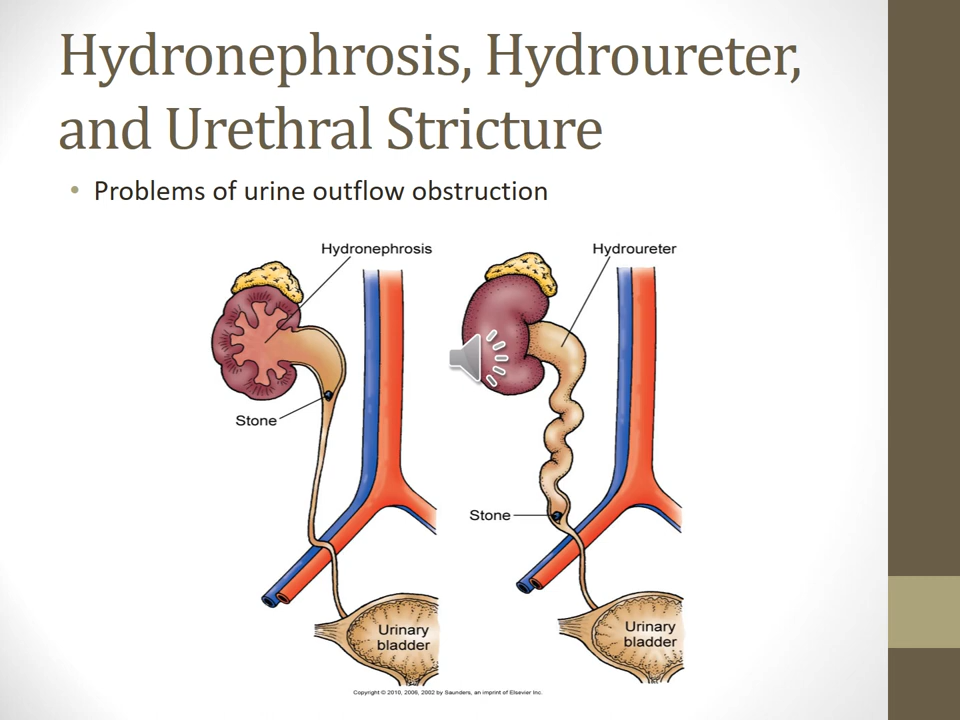 Hydronephrosis, Hydroureter,
and Urethral Stricture
• Problems of urine outflow obstruction
Hydronephrosis
Hydroureter
Stone
Stone
Urinary
bladder
Urinary
bladder
Copyright © 2010, 2006, 2002 by Saunders, an imprint of Elsevier Inc.